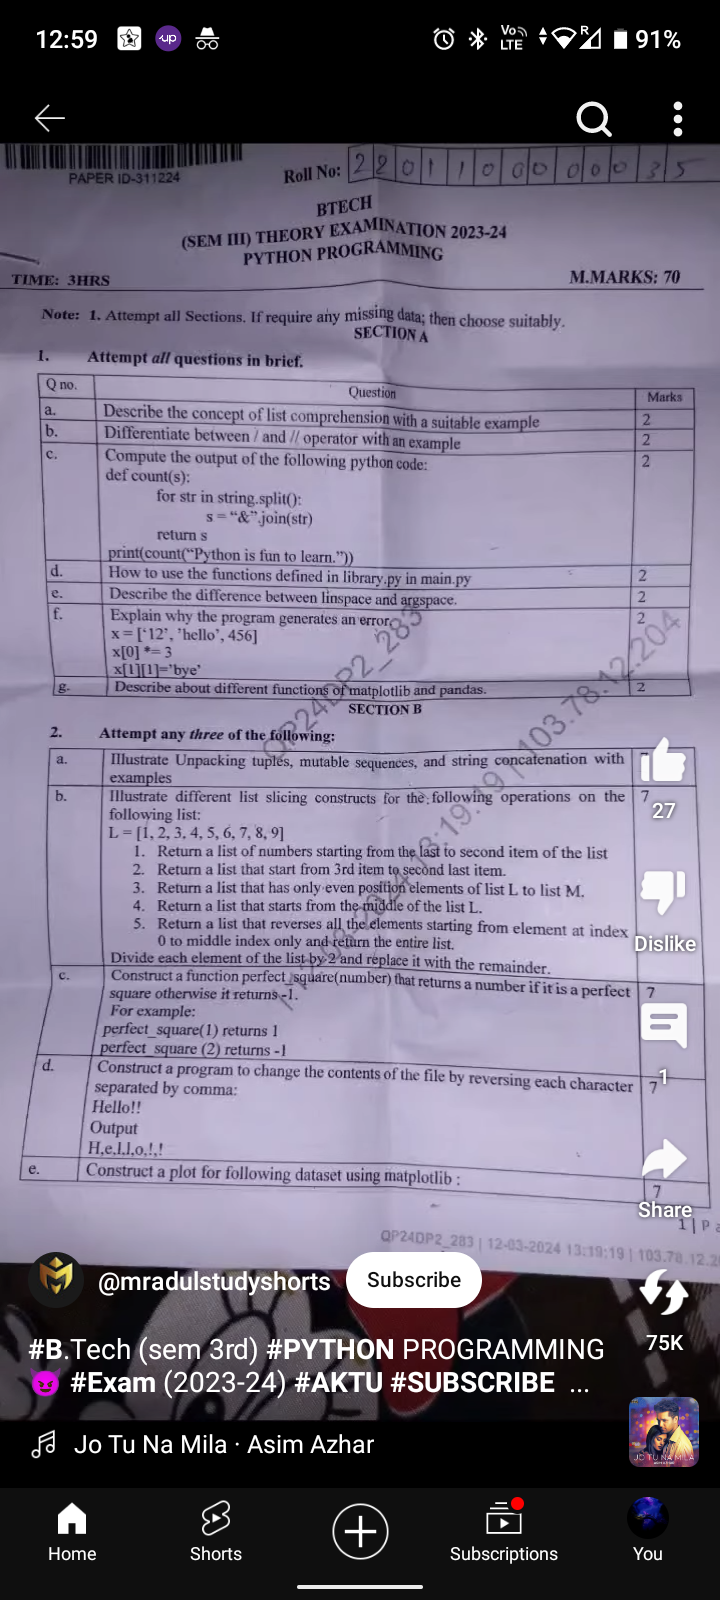 12:59
up
Vo LTE
R
91%
PAPER ID-311224
Roll No: 2 2 0 1 1 0 0 0 0 0 0 3 5
BTECH
(SEM III) THEORY EXAMINATION 2023-24
PYTHON PROGRAMMING
TIME: 3HRS
M.MARKS: 70
Note: 1. Attempt all Sections. If require any missing data; then choose suitably.
SECTION A
1. Attempt all questions in brief.
Q no. Question Marks
a. Describe the concept of list comprehension with a suitable example 2
b. Differentiate between / and // operator with an example 2
c. Compute the output of the following python code: 2
def count(s):
for str in string.split():
s = “&”.join(str)
return s
print(count(“Python is fun to learn.”))
d. How to use the functions defined in library.py in main.py 2
e. Describe the difference between linspace and argspace. 2
f. Explain why the program generates an error. 2
x = [‘12’, ’hello’, 456]
x[0] *= 3
x[1][1]=’bye’
g. Describe about different functions of matplotlib and pandas. 2
SECTION B
2. Attempt any three of the following:
a. Illustrate Unpacking tuples, mutable sequences, and string concatenation with
examples
b. Illustrate different list slicing constructs for the following operations on the 7
following list:
L = [1, 2, 3, 4, 5, 6, 7, 8, 9]
1. Return a list of numbers starting from the last to second item of the list
2. Return a list that start from 3rd item to second last item.
3. Return a list that has only even position elements of list L to list M.
4. Return a list that starts from the middle of the list L.
5. Return a list that reverses all the elements starting from element at index
0 to middle index only and return the entire list.
Divide each element of the list by 2 and replace it with the remainder.
c. Construct a function perfect_square(number) that returns a number if it is a perfect 7
square otherwise it returns -1.
For example:
perfect_square(1) returns 1
perfect_square (2) returns -1
d. Construct a program to change the contents of the file by reversing each character 7
separated by comma:
Hello!!
Output
H,e,l,l,o,!,!
e. Construct a plot for following dataset using matplotlib : 7
QP24DP2_283
13:19:19 | 103.78.12.204
1 | P a
QP24DP2_283 | 12-03-2024 13:19:19 | 103.78.12.2
27
Dislike
1
Share
75K
@mradulstudyshorts
Subscribe
#B.Tech (sem 3rd) #PYTHON PROGRAMMING
😈 #Exam (2023-24) #AKTU #SUBSCRIBE ...
Jo Tu Na Mila · Asim Azhar
JO TU NA MILA
Home
Shorts
Subscriptions
You